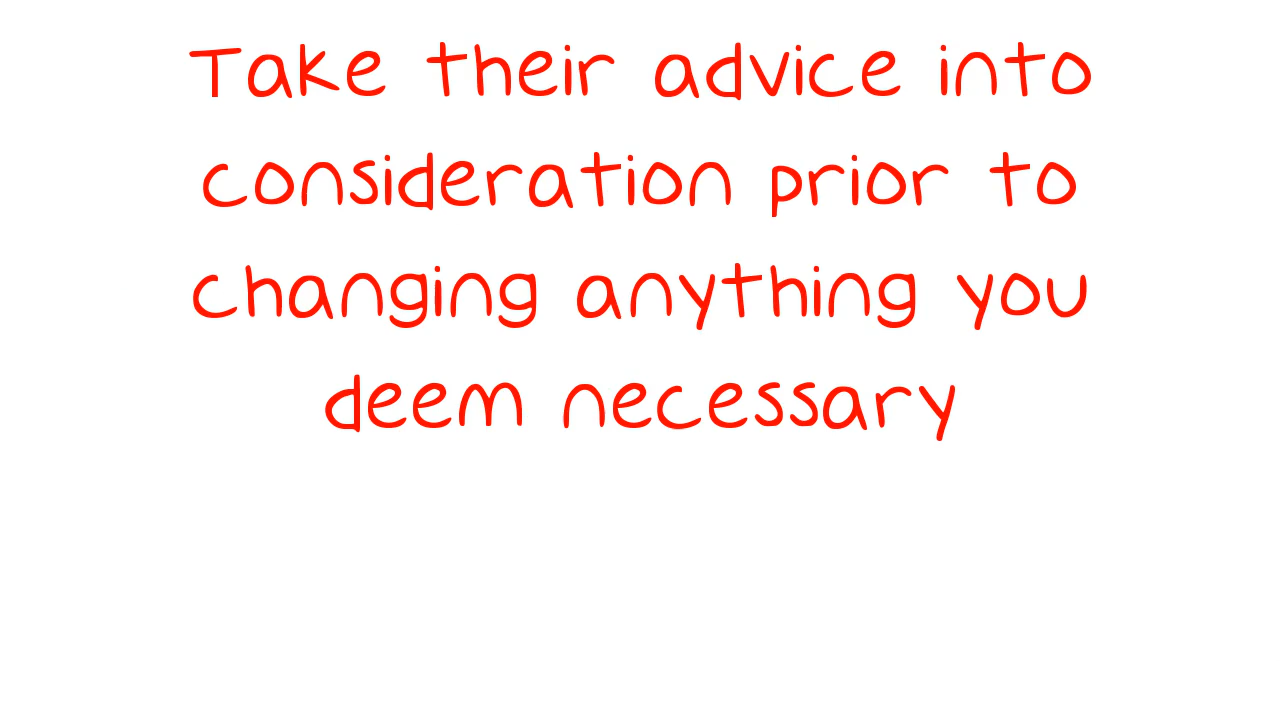 Take their advice into
consideration prior to
changing anything you
deem necessary